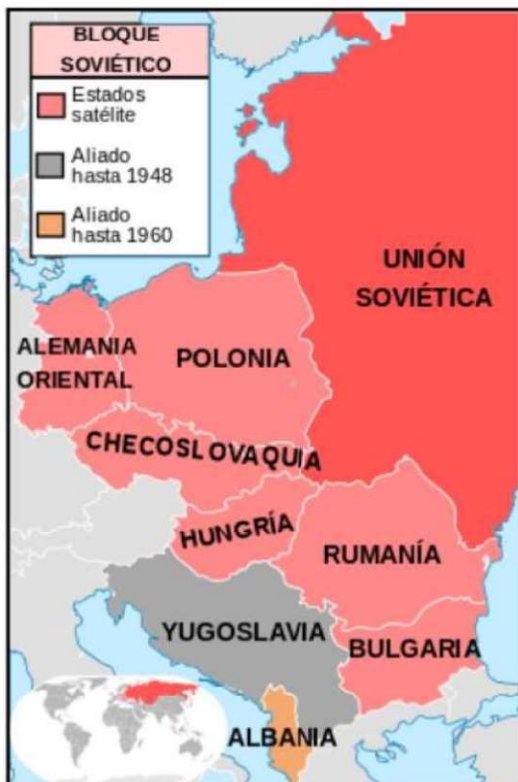 BLOQUE
SOVIÉTICO
Estados
satélite
Aliado
hasta 1948
Aliado
hasta 1960
UNIÓN
SOVIÉTICA
ALEMANIA
ORIENTAL
POLONIA
CHECOSLOVAQUIA
HUNGRÍA
RUMANÍA
YUGOSLAVIA
BULGARIA
ALBANIA